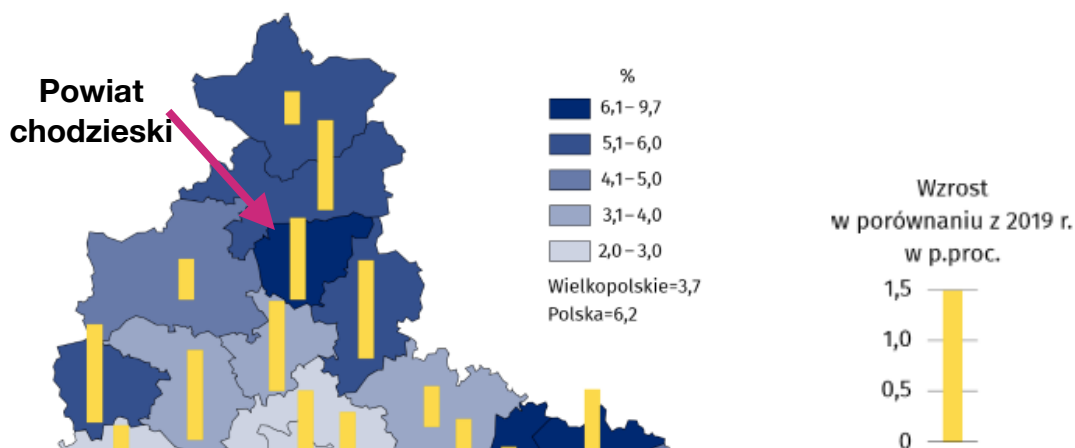 Powiat
chodzieski
%
6,1–9,7
5,1–6,0
4,1–5,0
3,1–4,0
2,0–3,0
Wielkopolskie=3,7
Polska=6,2
Wzrost
w porównaniu z 2019 r.
w p.proc.
1,5
1,0
0,5
0